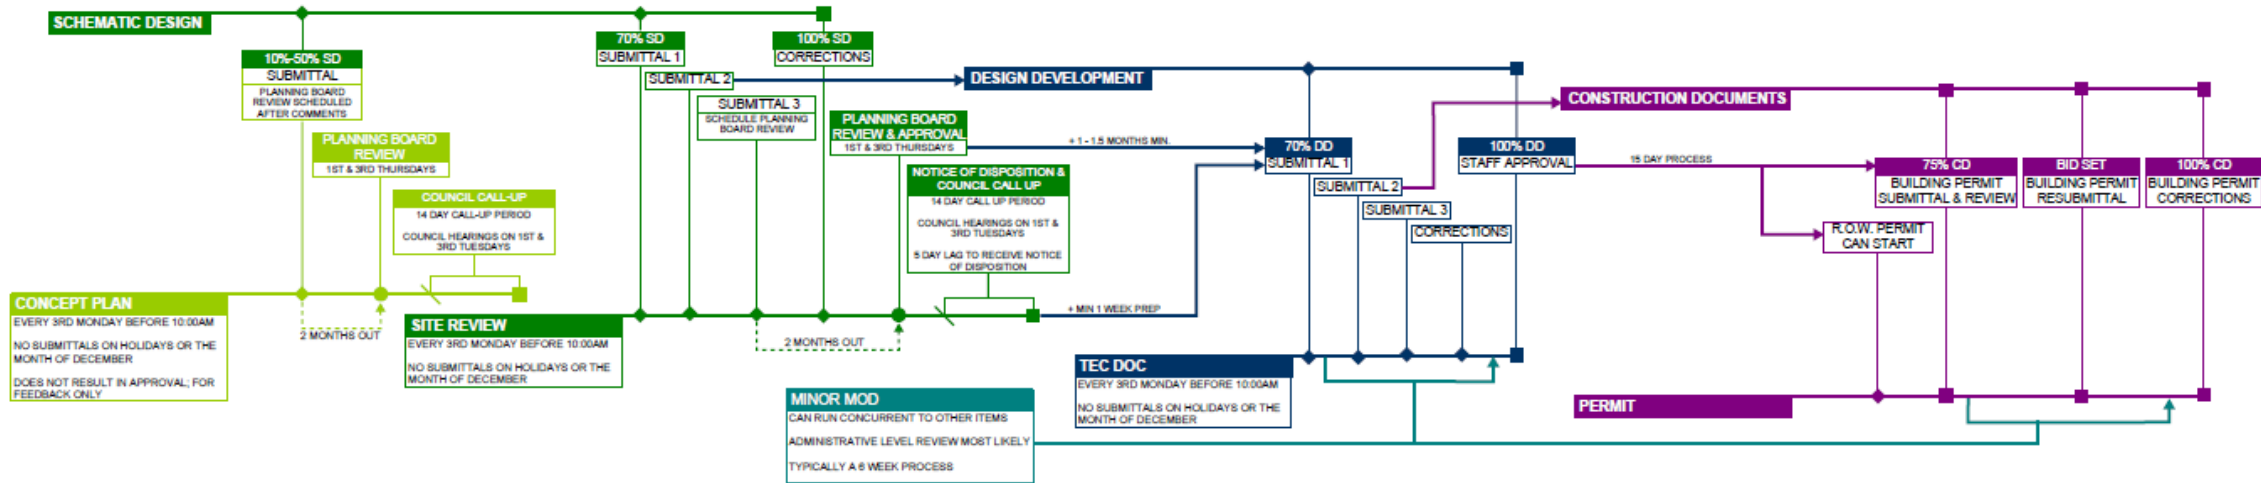 SCHEMATIC DESIGN
10%-50% SD
SUBMITTAL
PLANNING BOARD
REVIEW SCHEDULED
AFTER COMMENTS
PLANNING BOARD
REVIEW
1ST & 3RD THURSDAYS
COUNCIL CALL-UP
14 DAY CALL-UP PERIOD
COUNCIL HEARINGS ON 1ST &
3RD TUESDAYS
CONCEPT PLAN
EVERY 3RD MONDAY BEFORE 10:00AM
NO SUBMITTALS ON HOLIDAYS OR THE
MONTH OF DECEMBER
DOES NOT RESULT IN APPROVAL; FOR
FEEDBACK ONLY
2 MONTHS OUT
70% SD
SUBMITTAL 1
SUBMITTAL 2
SUBMITTAL 3
SCHEDULE PLANNING
BOARD REVIEW
100% SD
CORRECTIONS
PLANNING BOARD
REVIEW & APPROVAL
1ST & 3RD THURSDAYS
NOTICE OF DISPOSITION &
COUNCIL CALL UP
14 DAY CALL UP PERIOD
COUNCIL HEARINGS ON 1ST &
3RD TUESDAYS
5 DAY LAG TO RECEIVE NOTICE
OF DISPOSITION
SITE REVIEW
EVERY 3RD MONDAY BEFORE 10:00AM
NO SUBMITTALS ON HOLIDAYS OR THE
MONTH OF DECEMBER
2 MONTHS OUT
DESIGN DEVELOPMENT
+ 1 - 1.5 MONTHS MIN.
+ MIN 1 WEEK PREP
70% DD
SUBMITTAL 1
SUBMITTAL 2
SUBMITTAL 3
CORRECTIONS
100% DD
STAFF APPROVAL
TEC DOC
EVERY 3RD MONDAY BEFORE 10:00AM
NO SUBMITTALS ON HOLIDAYS OR THE
MONTH OF DECEMBER
MINOR MOD
CAN RUN CONCURRENT TO OTHER ITEMS
ADMINISTRATIVE LEVEL REVIEW MOST LIKELY
TYPICALLY A 6 WEEK PROCESS
CONSTRUCTION DOCUMENTS
15 DAY PROCESS
75% CD
BUILDING PERMIT
SUBMITTAL & REVIEW
BID SET
BUILDING PERMIT
RESUBMITTAL
100% CD
BUILDING PERMIT
CORRECTIONS
R.O.W. PERMIT
CAN START
PERMIT